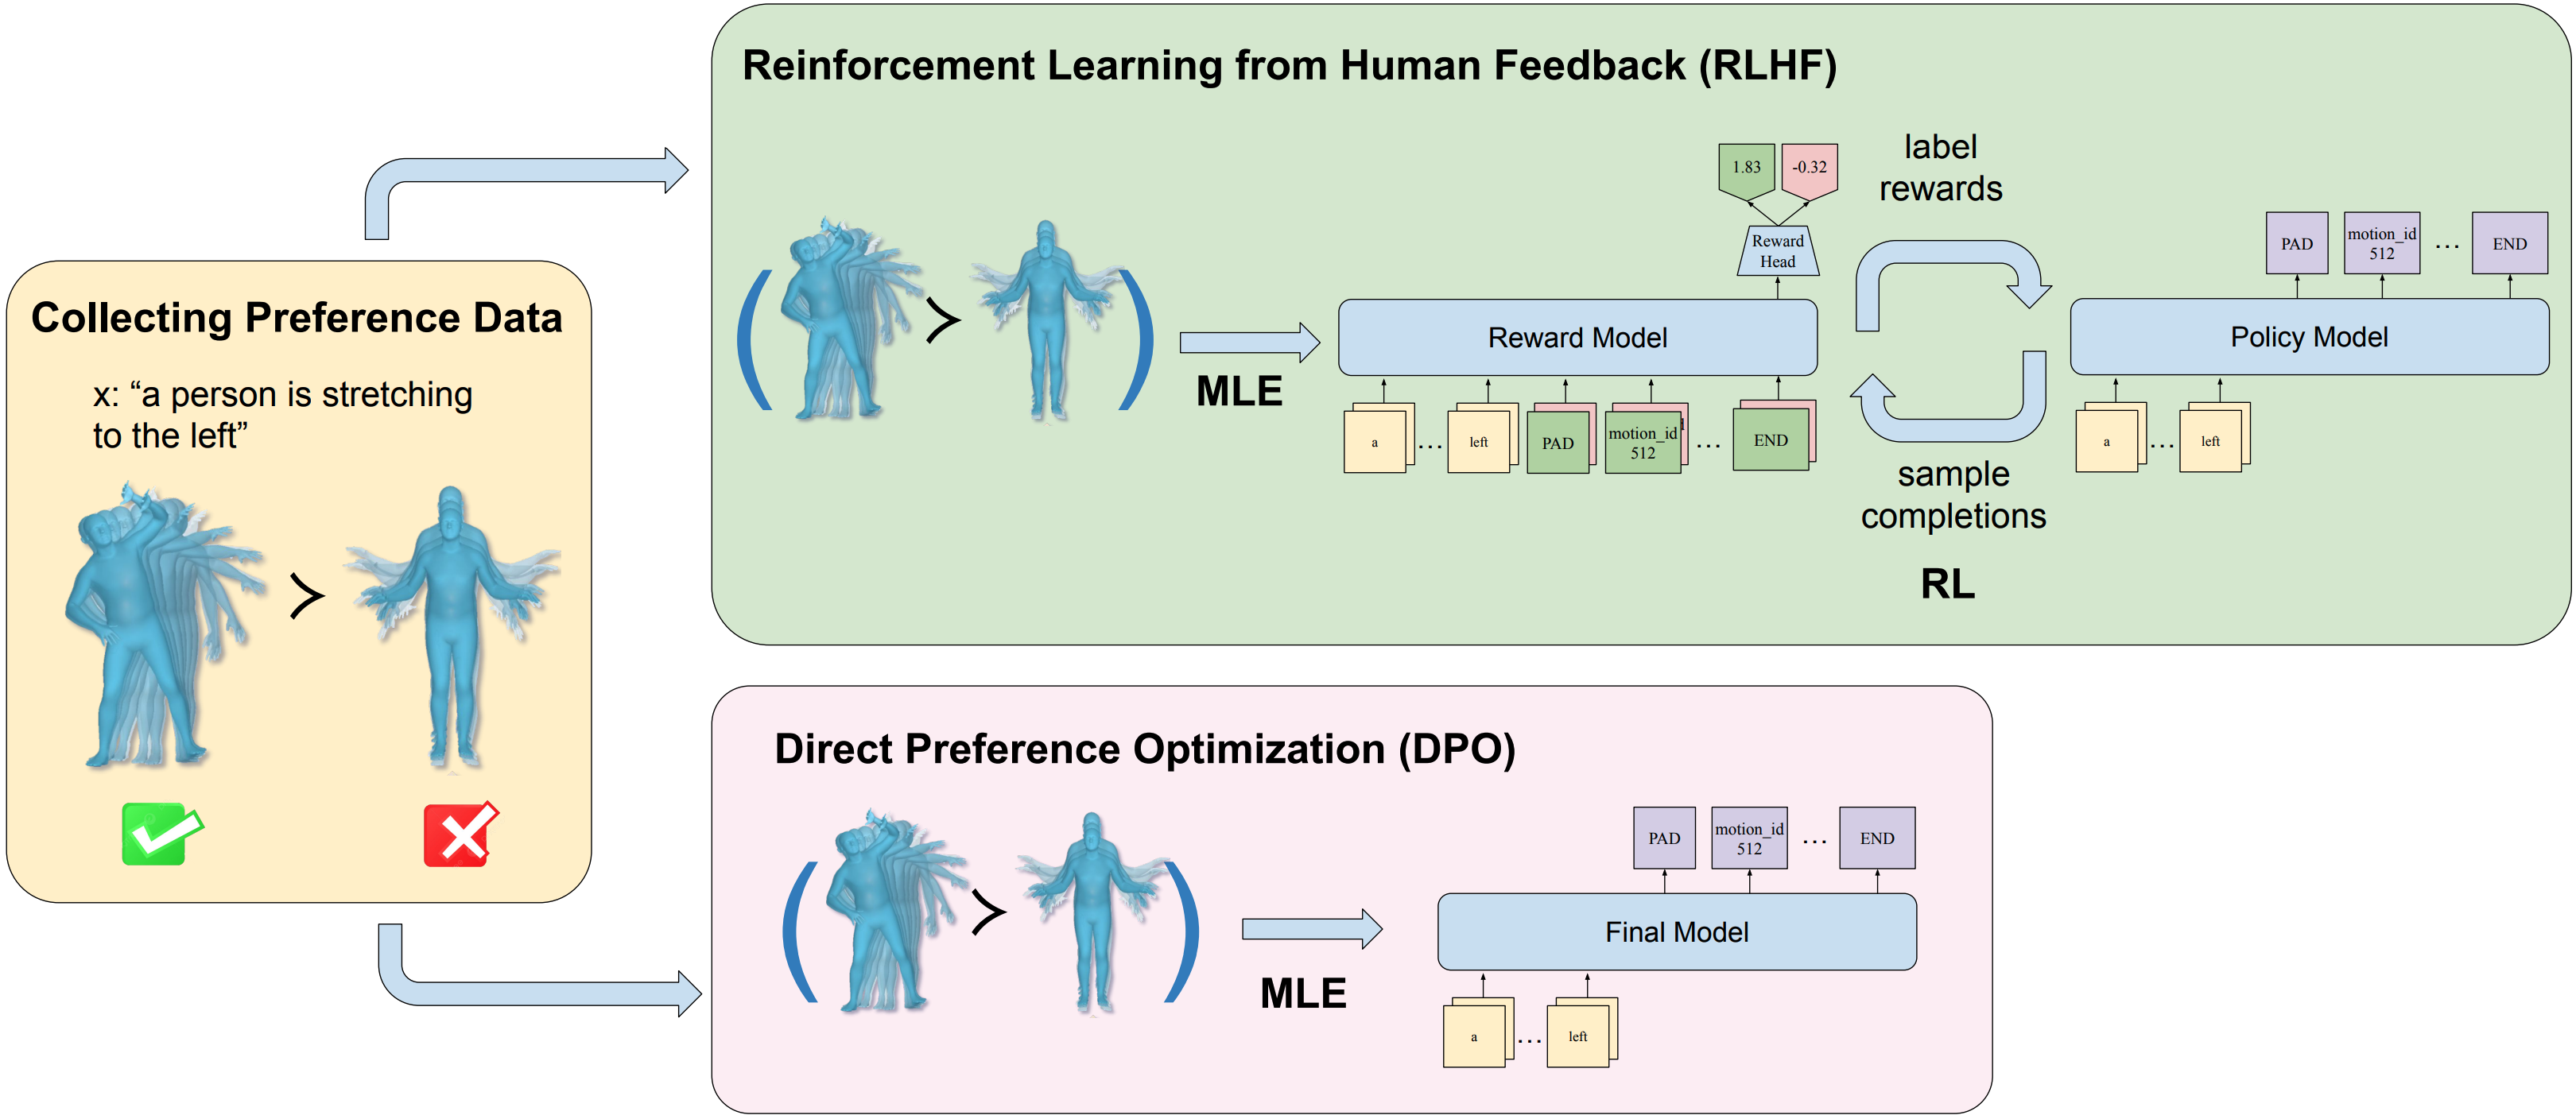 Collecting Preference Data
x: “a person is stretching
to the left”
≻
Reinforcement Learning from Human Feedback (RLHF)
( ≻ )
MLE
1.83 -0.32
Reward
Head
Reward Model
a ... left PAD motion_id
512 ... END
label
rewards
sample
completions
RL
PAD motion_id
512 ... END
Policy Model
a ... left
Direct Preference Optimization (DPO)
( ≻ )
MLE
PAD motion_id
512 ... END
Final Model
a ... left